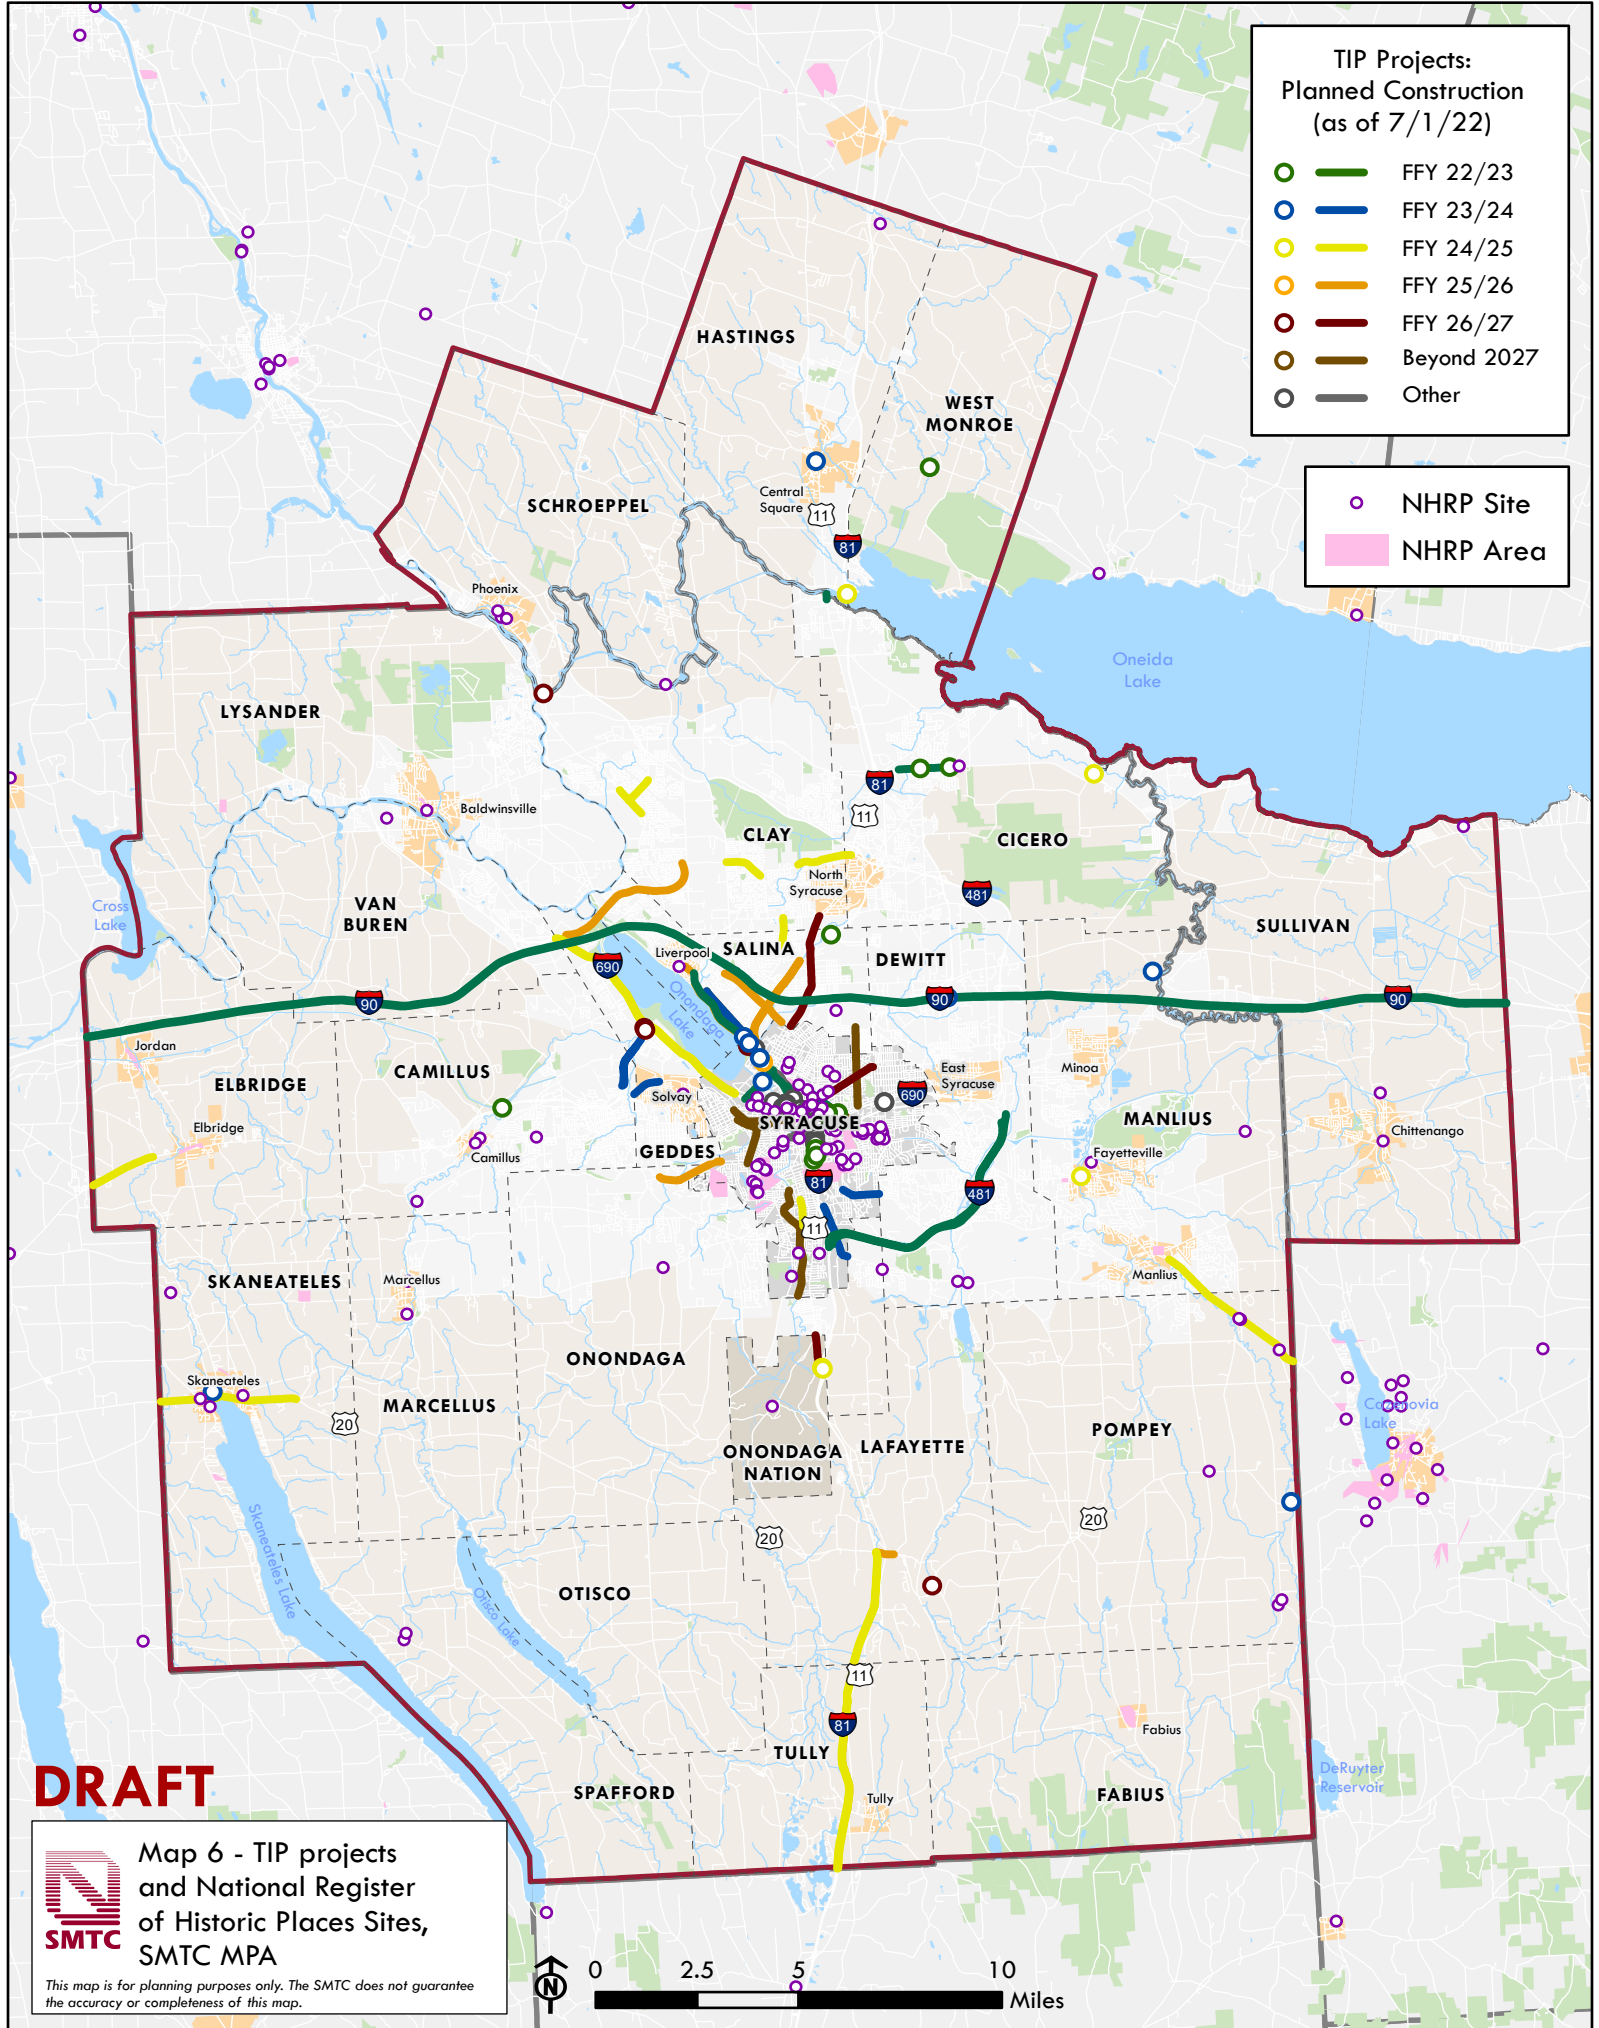 TIP Projects:
Planned Construction
(as of 7/1/22)
FFY 22/23
FFY 23/24
FFY 24/25
FFY 25/26
FFY 26/27
Beyond 2027
Other
NHRP Site
NHRP Area
HASTINGS
WEST
MONROE
SCHROEPPEL
Central
Square
11
81
Phoenix
Oneida
Lake
LYSANDER
81
11
Baldwinsville
CLAY
CICERO
North
Syracuse
481
VAN
BUREN
Cross
Lake
SULLIVAN
Liverpool
SALINA
DEWITT
690
90
90
90
Onondaga
Lake
Jordan
ELBRIDGE
CAMILLUS
East
Syracuse
Minoa
690
Solvay
SYRACUSE
MANLIUS
Elbridge
Camillus
GEDDES
Fayetteville
Chittenango
81
481
11
SKANEATELES
Marcellus
Manlius
ONONDAGA
Skaneateles
MARCELLUS
20
Cazenovia
Lake
POMPEY
ONONDAGA
NATION
LAFAYETTE
20
20
Skaneateles Lake
Otisco Lake
OTISCO
11
81
Fabius
TULLY
DeRuyter
Reservoir
SPAFFORD
Tully
FABIUS
DRAFT
SMTC
Map 6 - TIP projects
and National Register
of Historic Places Sites,
SMTC MPA
This map is for planning purposes only. The SMTC does not guarantee
the accuracy or completeness of this map.
N
0 2.5 5 10
Miles